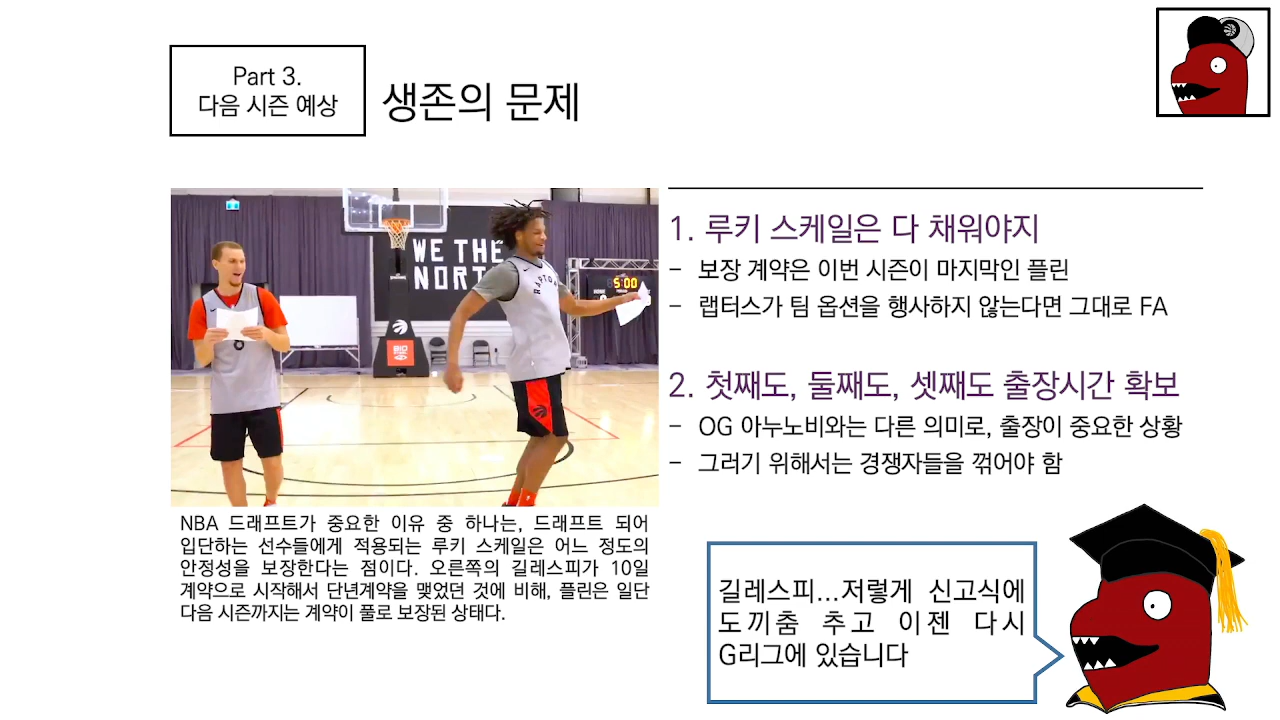 Part 3.
다음 시즌 예상
생존의 문제
WE THE
NORTH
RAPTORS
5:00
BIO
1. 루키 스케일은 다 채워야지
- 보장 계약은 이번 시즌이 마지막인 플린
- 랩터스가 팀 옵션을 행사하지 않는다면 그대로 FA
2. 첫째도, 둘째도, 셋째도 출장시간 확보
- OG 아누노비와는 다른 의미로, 출장이 중요한 상황
- 그러기 위해서는 경쟁자들을 꺾어야 함
NBA 드래프트가 중요한 이유 중 하나는, 드래프트 되어
입단하는 선수들에게 적용되는 루키 스케일은 어느 정도의
안정성을 보장한다는 점이다. 오른쪽의 길레스피가 10일
계약으로 시작해서 단년계약을 맺었던 것에 비해, 플린은 일단
다음 시즌까지는 계약이 풀로 보장된 상태다.
길레스피...저렇게 신고식에
도끼춤 추고 이젠 다시
G리그에 있습니다